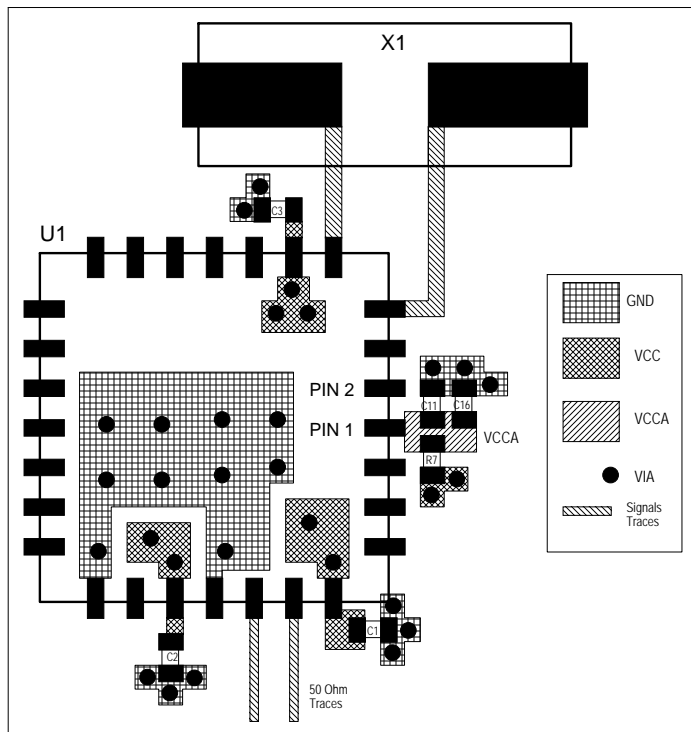 X1
C3
U1
GND
VCC
PIN 2
C11 C16
PIN 1
VCCA
VCCA
R7
VIA
Signals
Traces
C1
C2
50 Ohm
Traces